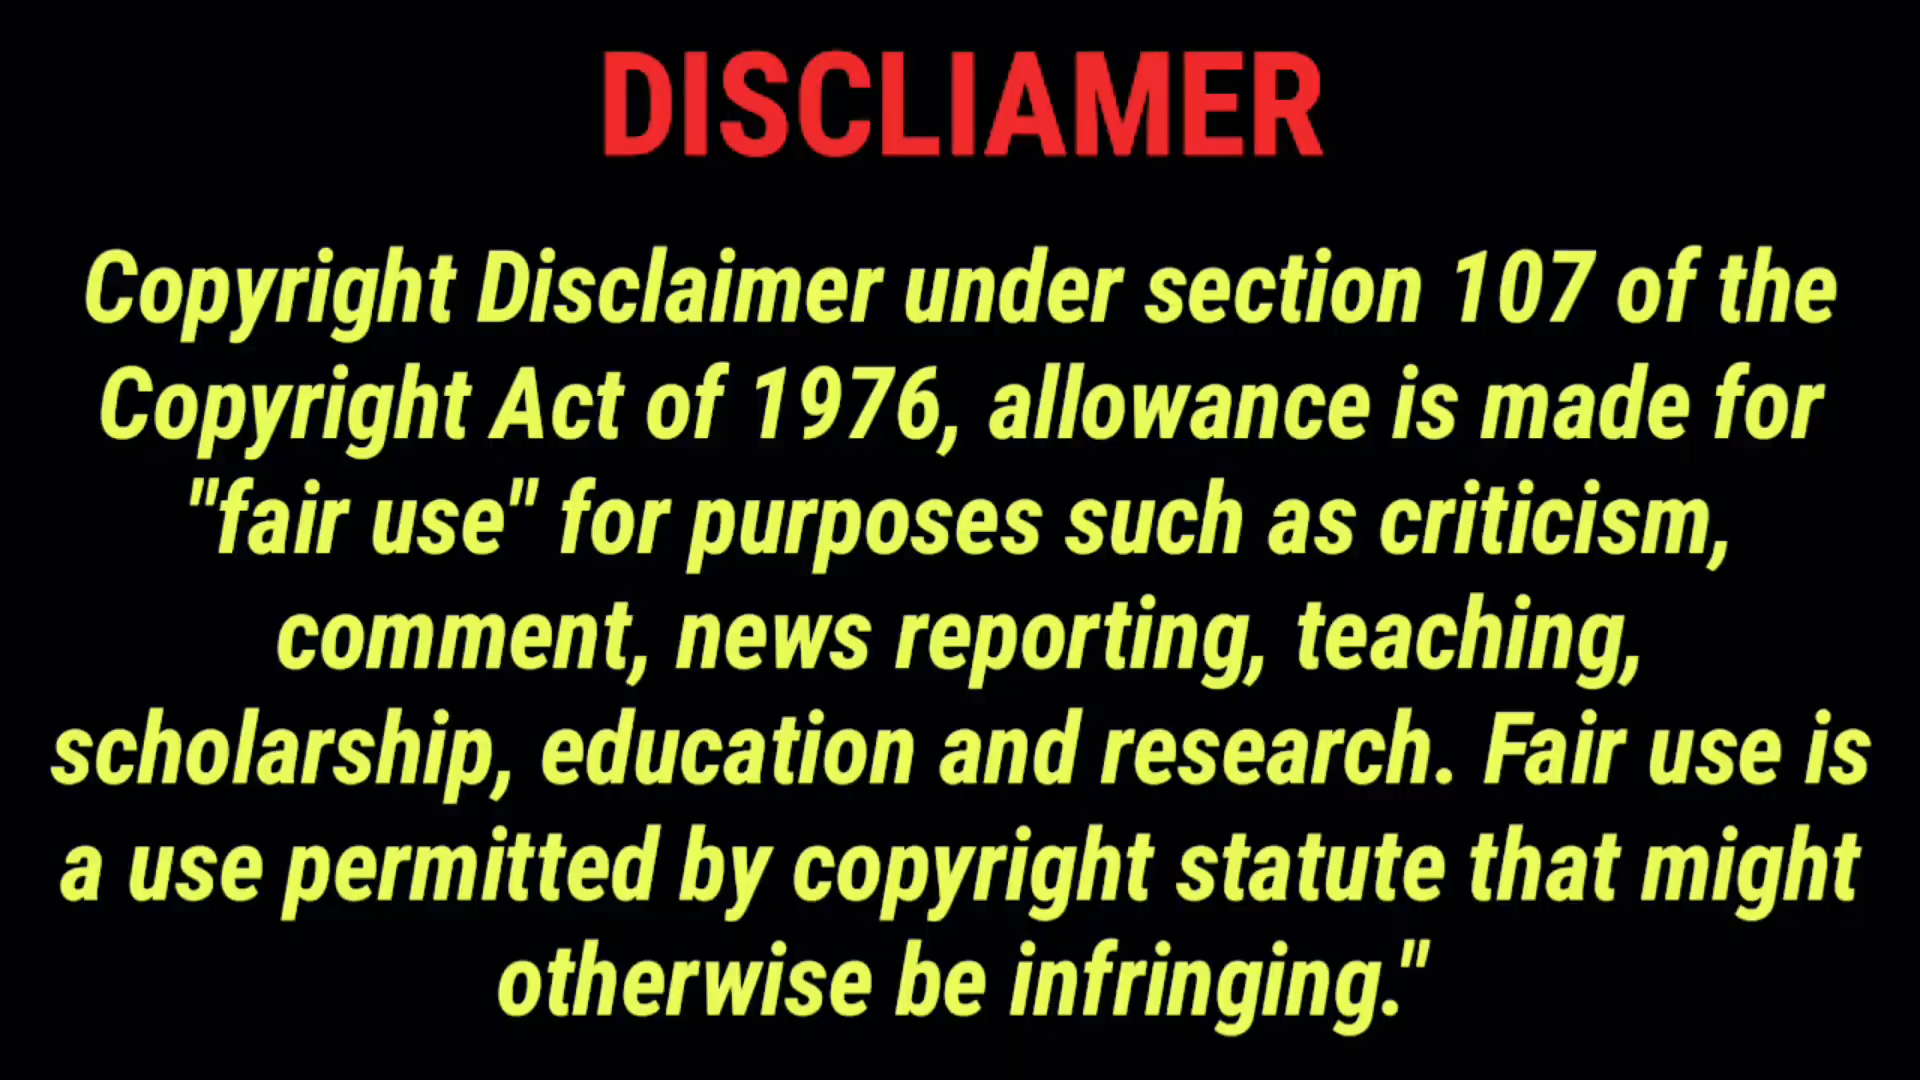 DISCLIAMER
Copyright Disclaimer under section 107 of the
Copyright Act of 1976, allowance is made for
"fair use" for purposes such as criticism,
comment, news reporting, teaching,
scholarship, education and research. Fair use is
a use permitted by copyright statute that might
otherwise be infringing."